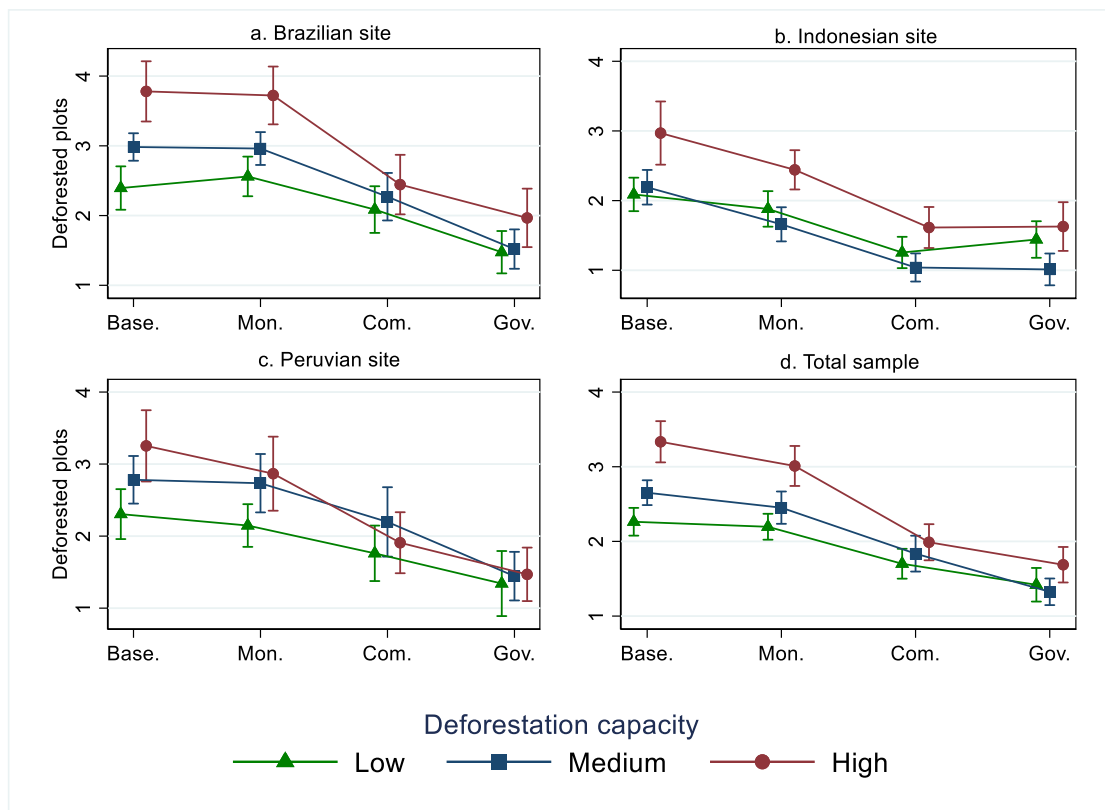 a. Brazilian site
b. Indonesian site
Deforested plots
4
3
2
1
4
3
2
1
Base. Mon. Com. Gov.
Base. Mon. Com. Gov.
c. Peruvian site
d. Total sample
Deforested plots
4
3
2
1
4
3
2
1
Base. Mon. Com. Gov.
Base. Mon. Com. Gov.
Deforestation capacity
Low Medium High